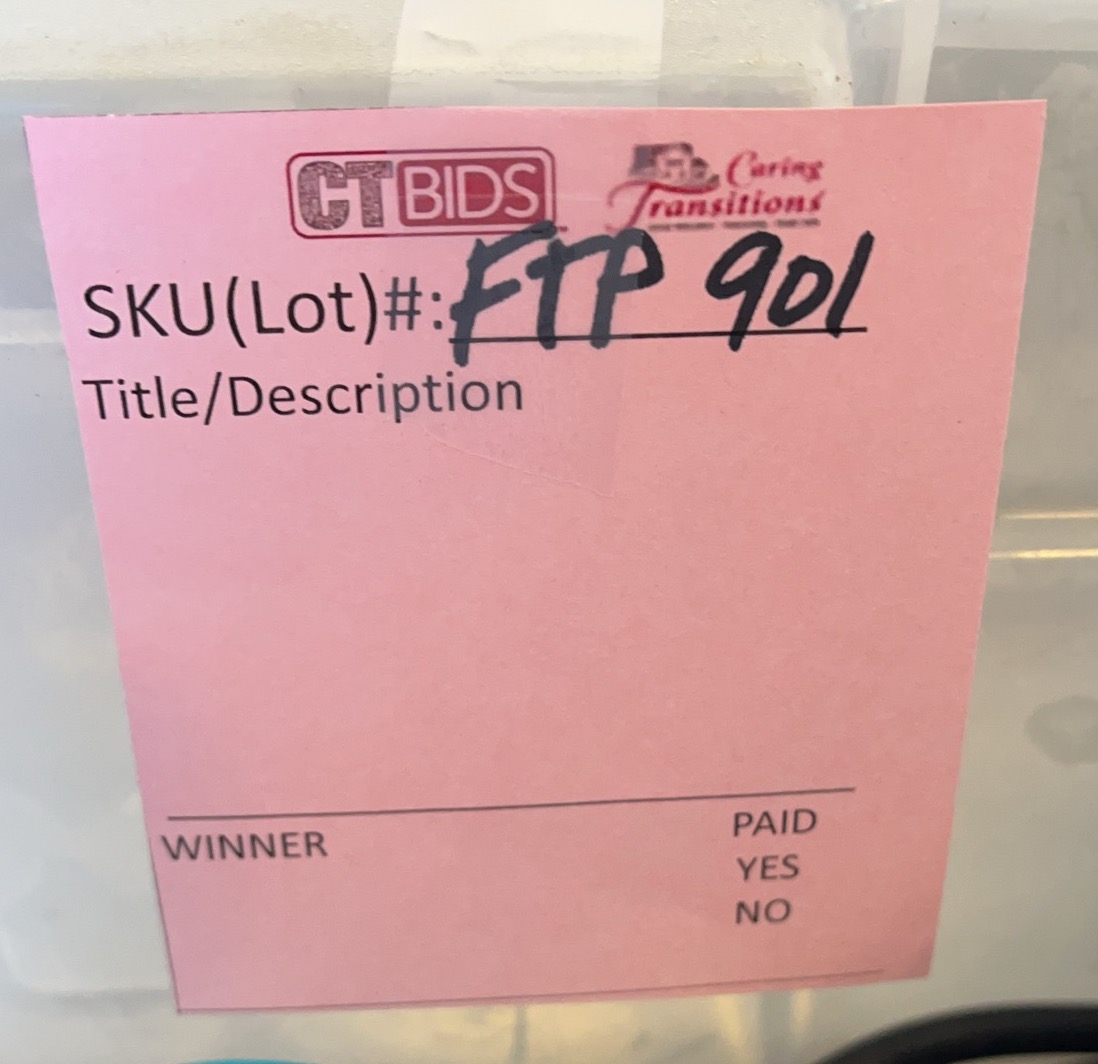 CTBIDS
Caring
Transitions
SKU(Lot)#: FTP 901
Title/Description
WINNER
PAID
YES
NO